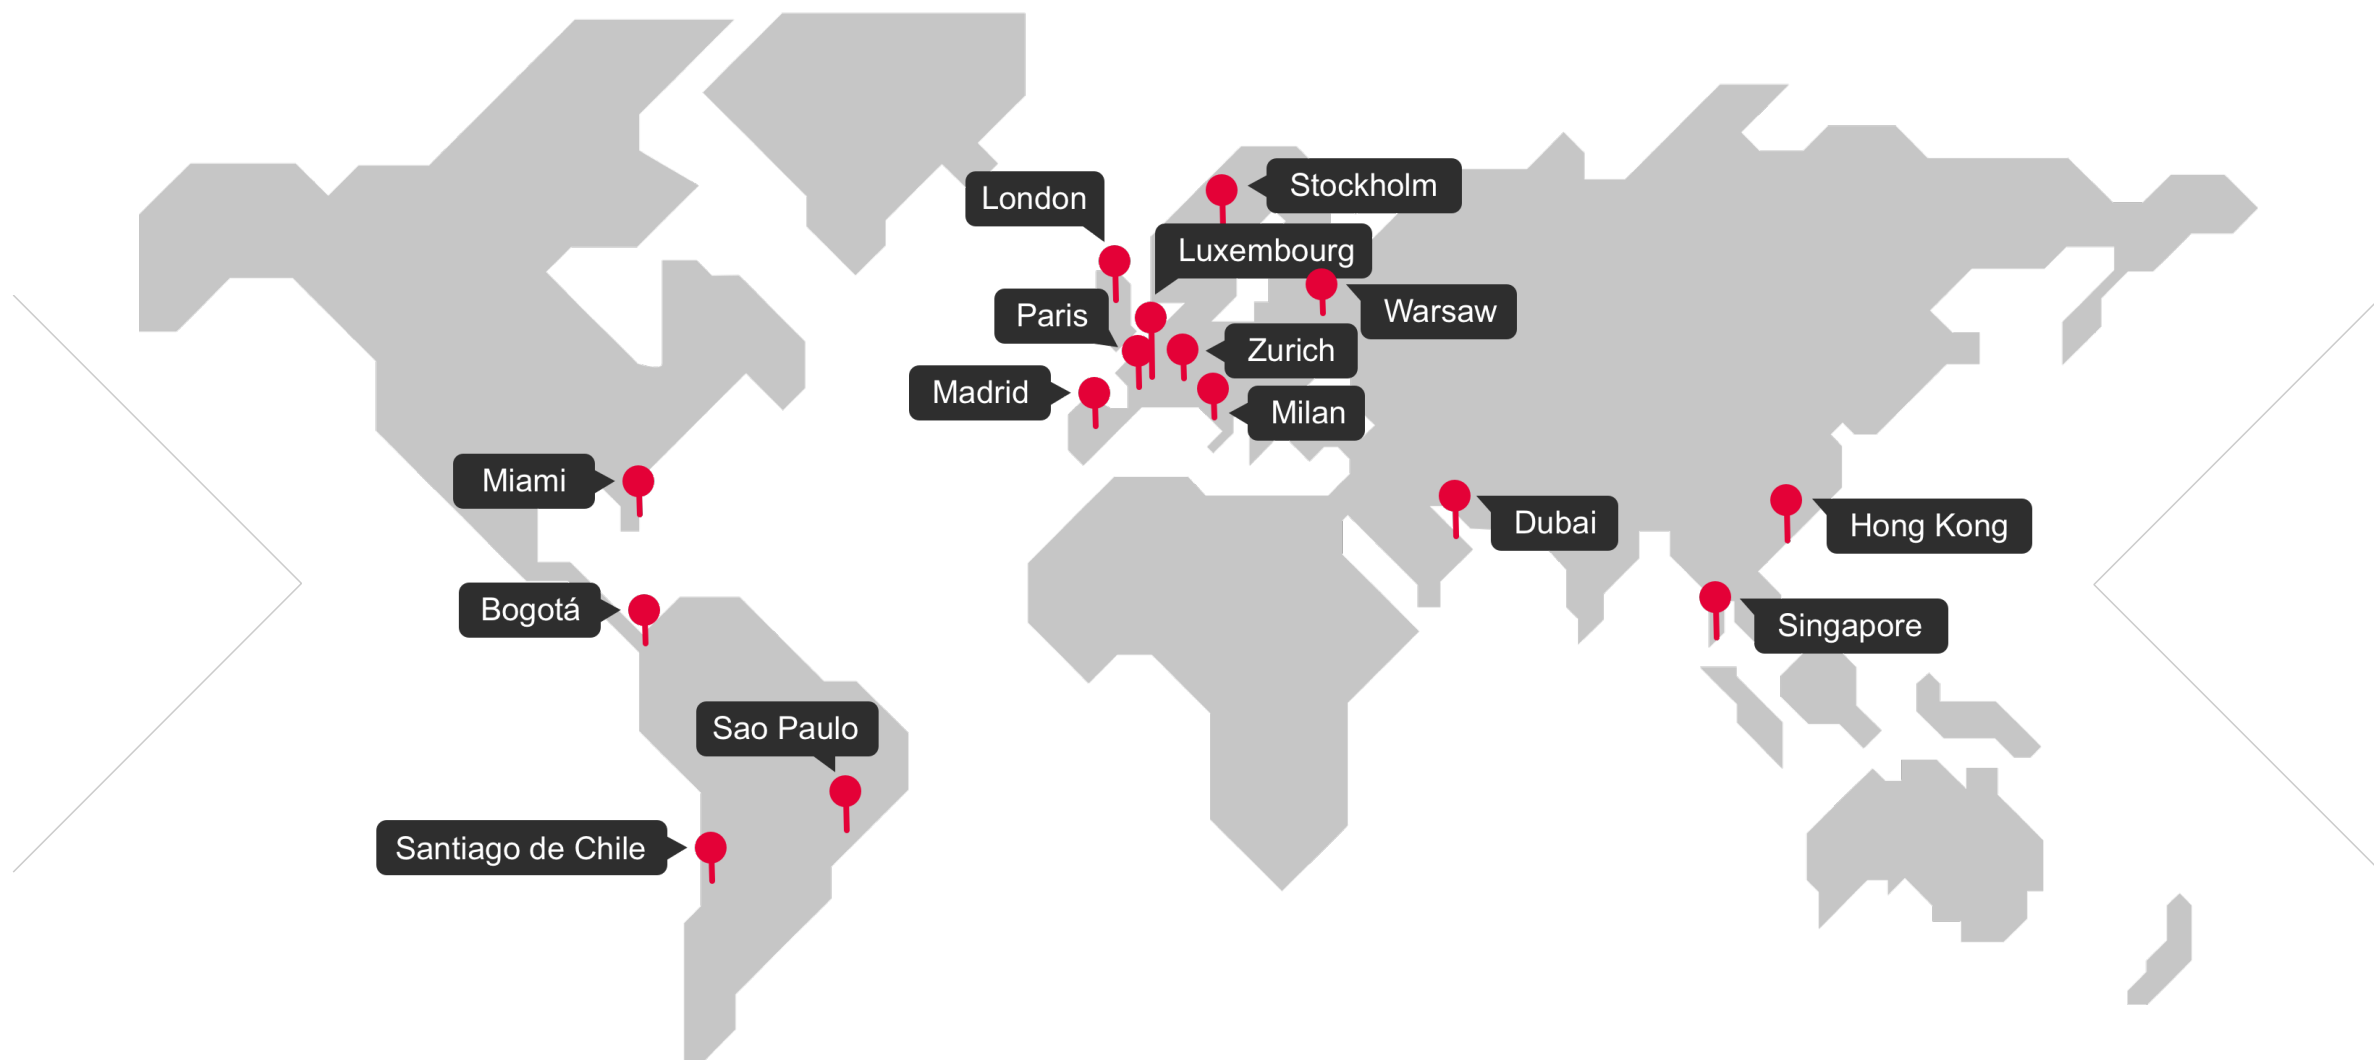 Stockholm
London
Luxembourg
Paris
Warsaw
Zurich
Madrid
Milan
Miami
Dubai
Hong Kong
Bogotá
Singapore
Sao Paulo
Santiago de Chile